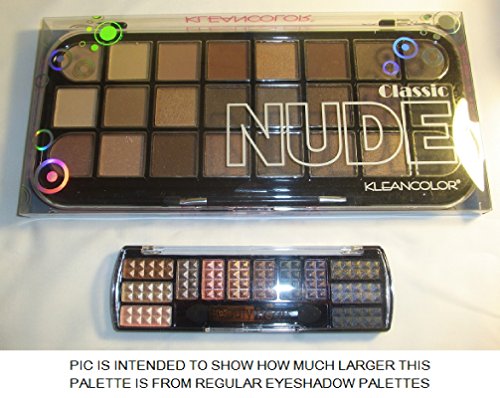 KLEANCOLOR®
Classic
NUDE
KLEANCOLOR®
PIC IS INTENDED TO SHOW HOW MUCH LARGER THIS
PALETTE IS FROM REGULAR EYESHADOW PALETTES